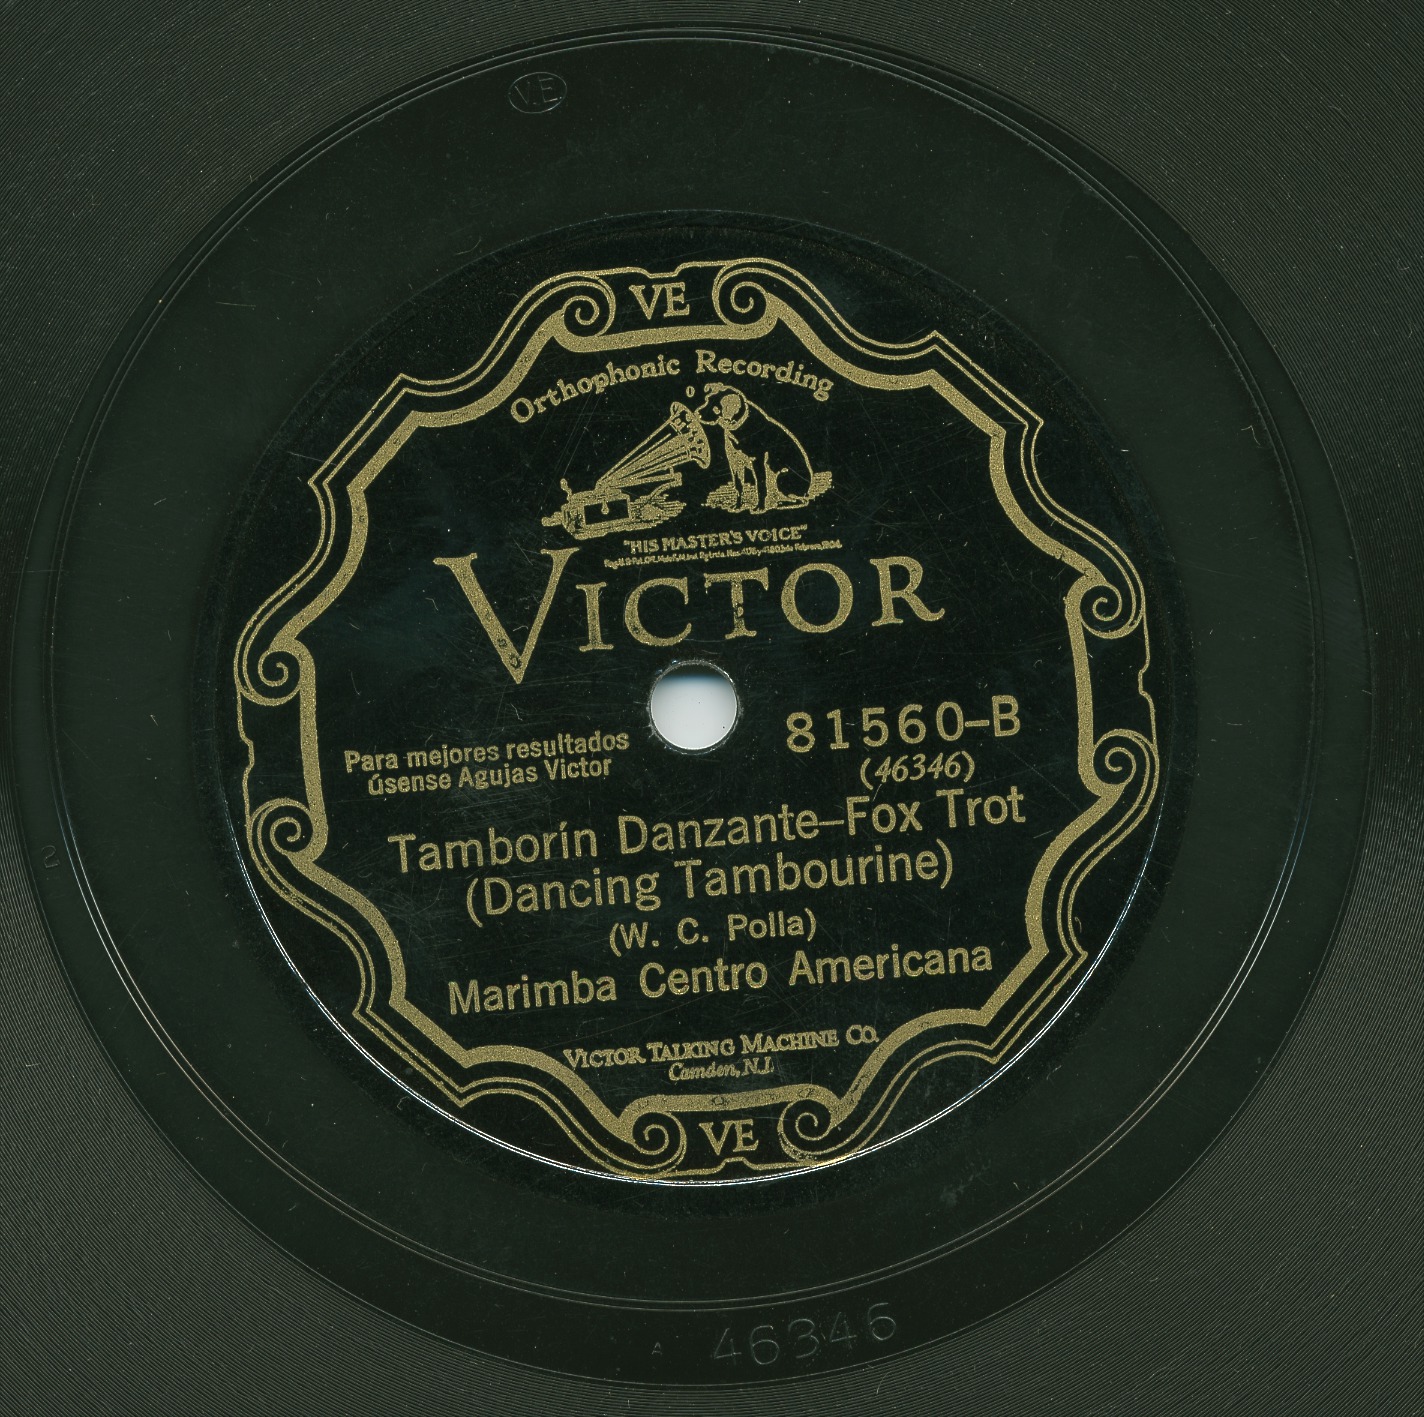 V.E.
VE
Orthophonic Recording
"HIS MASTER'S VOICE"
VICTOR
81560-B
(46346)
Para mejores resultados
úsense Agujas Victor
Tamborín Danzante–Fox Trot
(Dancing Tambourine)
(W. C. Polla)
Marimba Centro Americana
VICTOR TALKING MACHINE CO.
Camden, N.J.
VE
2
A 46346